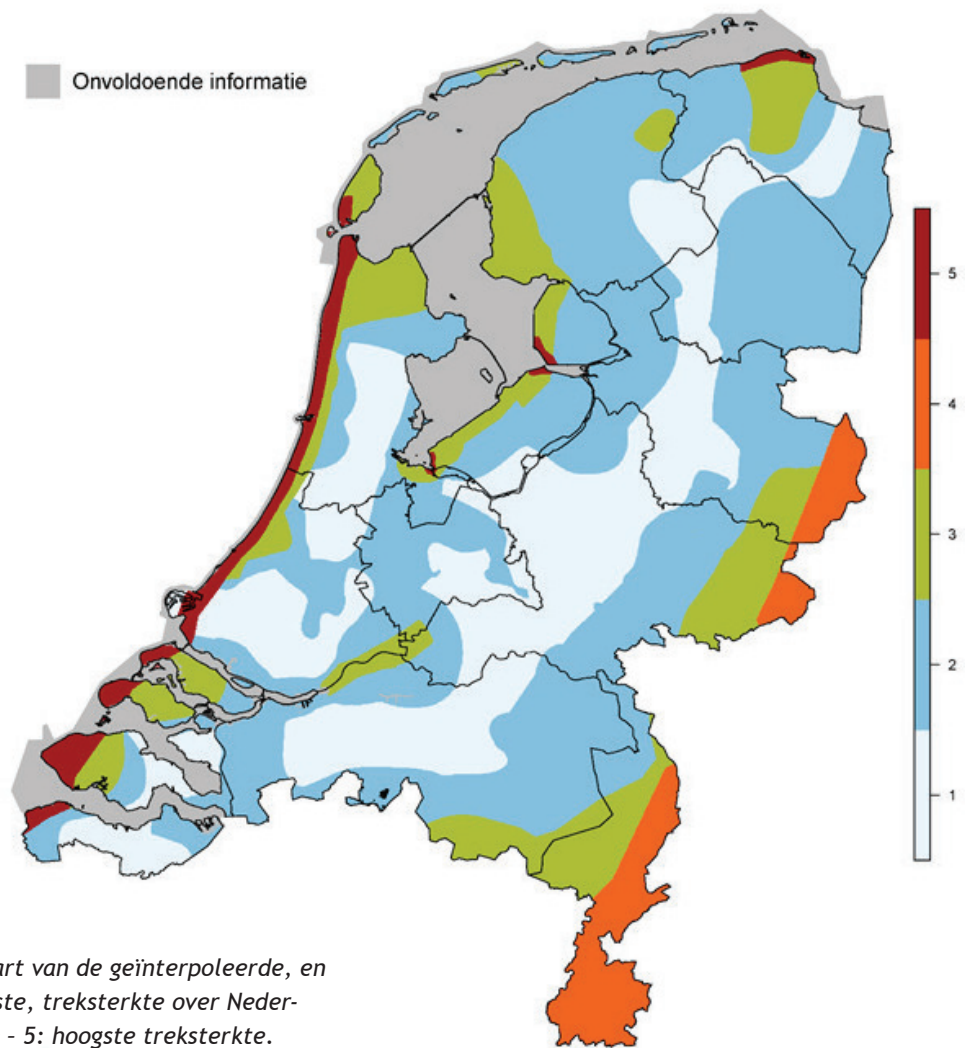 Onvoldoende informatie
5
4
3
2
1
art van de geïnterpoleerde, en
ste, treksterkte over Neder-
– 5: hoogste treksterkte.